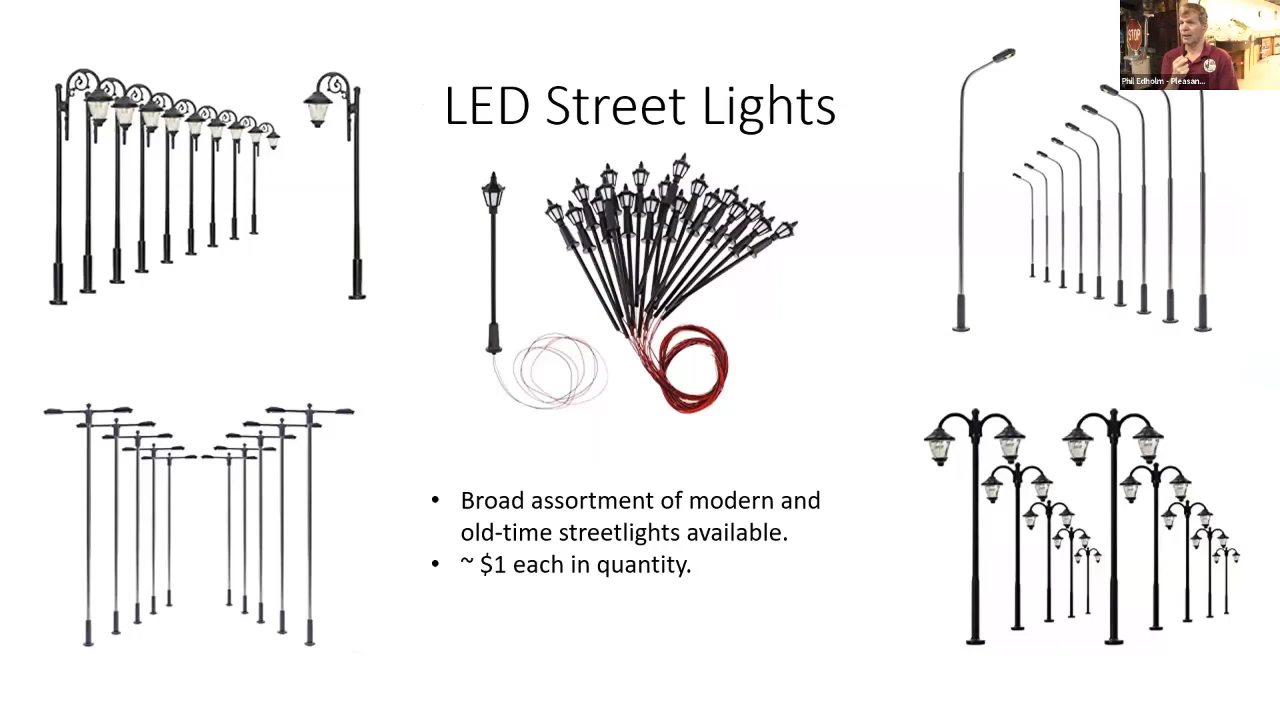 STOP
Phil Edholm - Pleasan...
LED Street Lights
• Broad assortment of modern and
old-time streetlights available.
• ~ $1 each in quantity.